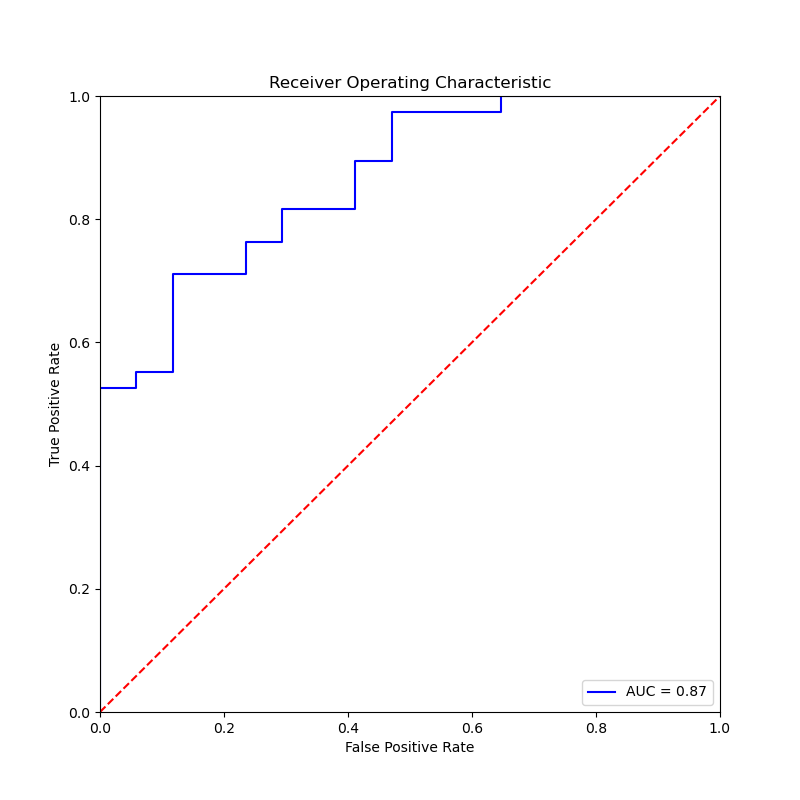 Receiver Operating Characteristic
1.0
0.8
0.6
0.4
0.2
0.0
True Positive Rate
AUC = 0.87
0.0 0.2 0.4 0.6 0.8 1.0
False Positive Rate